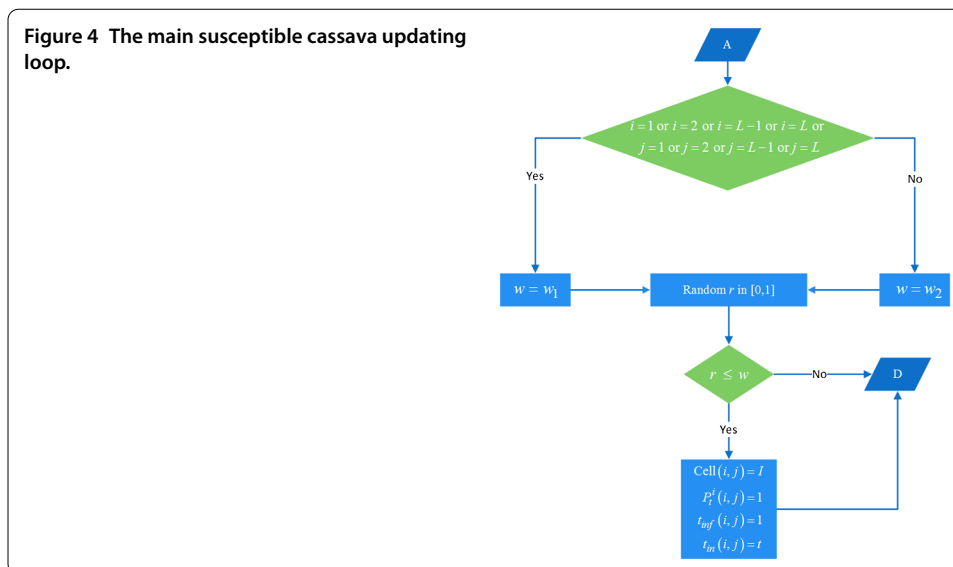 Figure 4 The main susceptible cassava updating
loop.
A
i = 1 or i = 2 or i = L − 1 or i = L or
j = 1 or j = 2 or j = L − 1 or j = L
Yes
No
w = w₁
Random r in [0,1]
w = w₂
r ≤ w
No
D
Yes
Cell(i, j) = I
Pₜⁱ(i, j) = 1
t_inf(i, j) = 1
t_in(i, j) = t